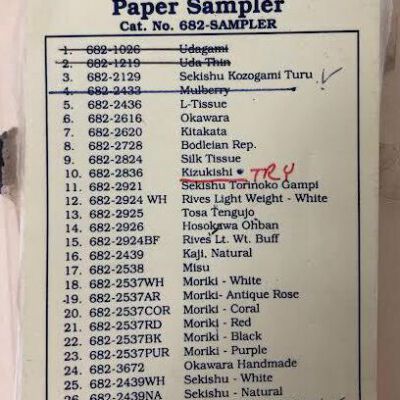 Paper Sampler
Cat. No. 682-SAMPLER
1. 682-1026 Udagami
2. 682-1219 Uda Thin
3. 682-2129 Sekishu Kozogami Turu
4. 682-2433 Mulberry
5. 682-2436 L-Tissue
6. 682-2616 Okawara
7. 682-2620 Kitakata
8. 682-2728 Bodleian Rep.
9. 682-2824 Silk Tissue
10. 682-2836 Kizukishi • TRY
11. 682-2921 Sekishu Torinoko Gampi
12. 682-2924 WH Rives Light Weight - White
13. 682-2925 Tosa Tengujo
14. 682-2926 Hosokawa Ohban
15. 682-2924BF Rives Lt. Wt. Buff
16. 682-2439 Kaji, Natural
17. 682-2538 Misu
18. 682-2537WH Moriki - White
19. 682-2537AR Moriki- Antique Rose
20. 682-2537COR Moriki - Coral
21. 682-2537RD Moriki - Red
22. 682-2537BK Moriki - Black
23. 682-2537PUR Moriki - Purple
24. 682-3672 Okawara Handmade
25. 682-2439WH Sekishu - White
26. 682-2439NA Sekishu - Natural